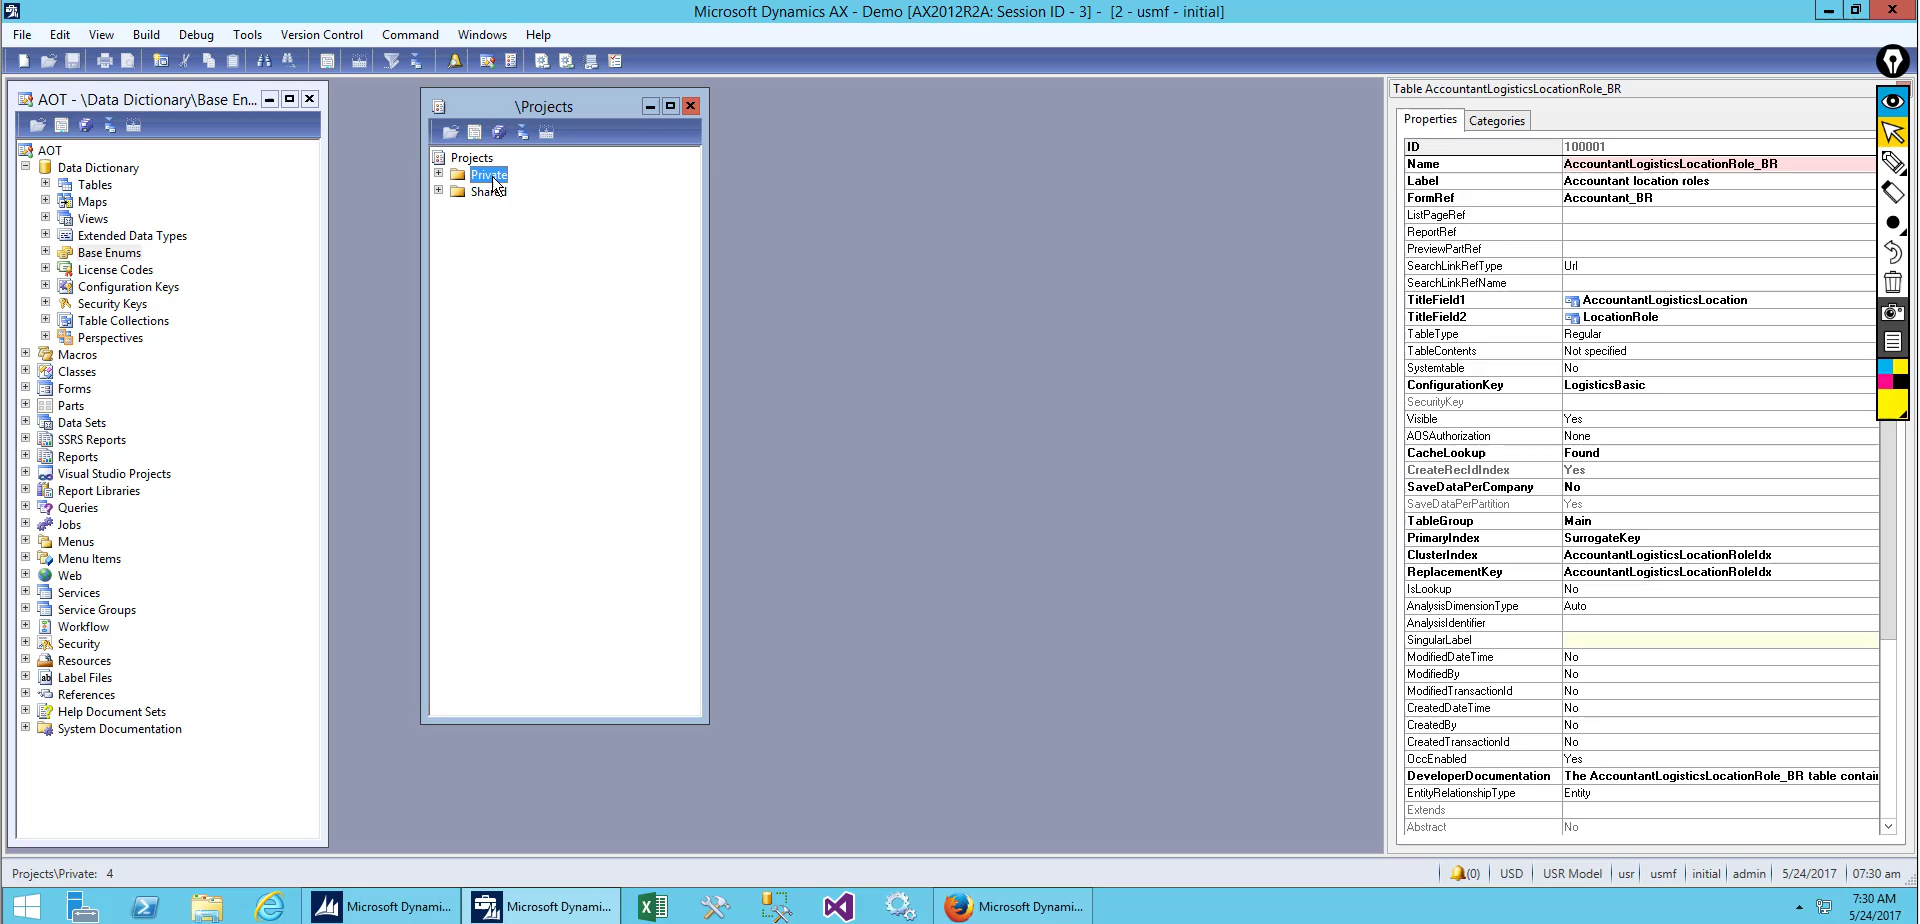 Microsoft Dynamics AX - Demo [AX2012R2A: Session ID - 3] - [2 - usmf - initial]
File Edit View Build Debug Tools Version Control Command Windows Help
AOT - \Data Dictionary\Base En...
AOT
Data Dictionary
Tables
Maps
Views
Extended Data Types
Base Enums
License Codes
Configuration Keys
Security Keys
Table Collections
Perspectives
Macros
Classes
Forms
Parts
Data Sets
SSRS Reports
Reports
Visual Studio Projects
Report Libraries
Queries
Jobs
Menus
Menu Items
Web
Services
Service Groups
Workflow
Security
Resources
Label Files
References
Help Document Sets
System Documentation
\Projects
Projects
Private
Shared
Table AccountantLogisticsLocationRole_BR
Properties Categories
ID 100001
Name AccountantLogisticsLocationRole_BR
Label Accountant location roles
FormRef Accountant_BR
ListPageRef
ReportRef
PreviewPartRef
SearchLinkRefType Url
SearchLinkRefName
TitleField1 AccountantLogisticsLocation
TitleField2 LocationRole
TableType Regular
TableContents Not specified
Systemtable No
ConfigurationKey LogisticsBasic
SecurityKey
Visible Yes
AOSAuthorization None
CacheLookup Found
CreateRecIdIndex Yes
SaveDataPerCompany No
SaveDataPerPartition Yes
TableGroup Main
PrimaryIndex SurrogateKey
ClusterIndex AccountantLogisticsLocationRoleIdx
ReplacementKey AccountantLogisticsLocationRoleIdx
IsLookup No
AnalysisDimensionType Auto
AnalysisIdentifier
SingularLabel
ModifiedDateTime No
ModifiedBy No
ModifiedTransactionId No
CreatedDateTime No
CreatedBy No
CreatedTransactionId No
OccEnabled Yes
DeveloperDocumentation The AccountantLogisticsLocationRole_BR table contai
EntityRelationshipType Entity
Extends
Abstract No
Projects\Private: 4
(0) USD USR Model usr usmf initial admin 5/24/2017 07:30 am
Microsoft Dynami... Microsoft Dynami... Microsoft Dynami...
7:30 AM
5/24/2017